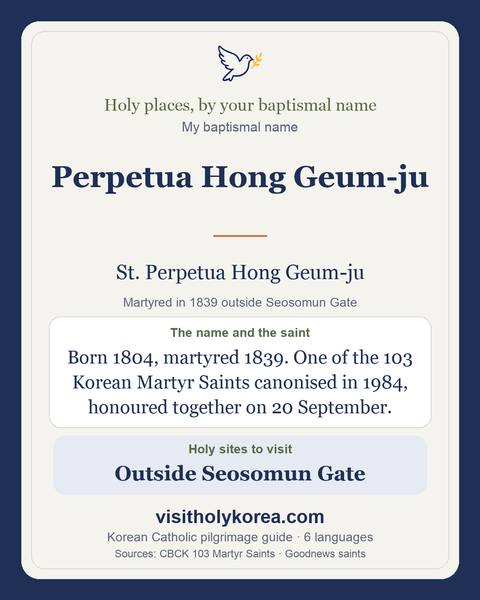 Holy places, by your baptismal name
My baptismal name
Perpetua Hong Geum-ju
St. Perpetua Hong Geum-ju
Martyred in 1839 outside Seosomun Gate
The name and the saint
Born 1804, martyred 1839. One of the 103
Korean Martyr Saints canonised in 1984,
honoured together on 20 September.
Holy sites to visit
Outside Seosomun Gate
visitholykorea.com
Korean Catholic pilgrimage guide · 6 languages
Sources: CBCK 103 Martyr Saints · Goodnews saints